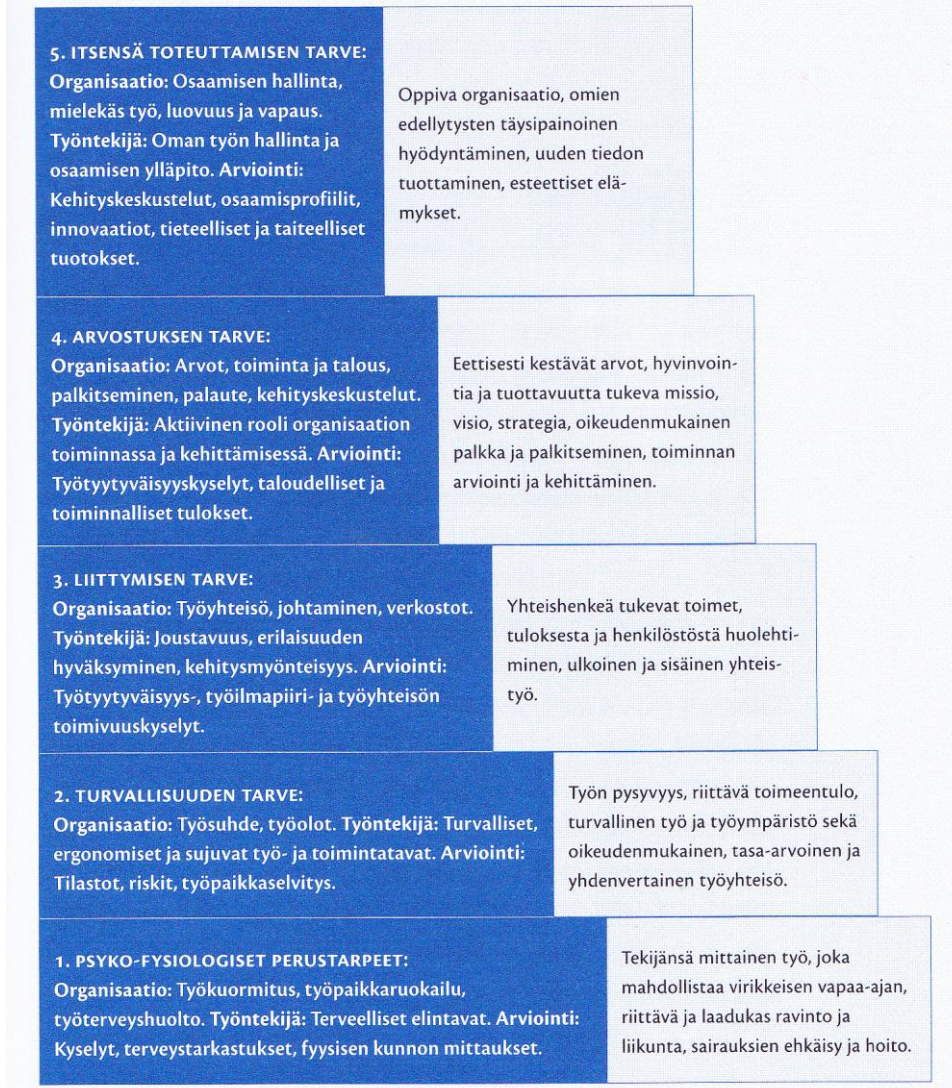 5. ITSENSÄ TOTEUTTAMISEN TARVE:
Organisaatio: Osaamisen hallinta,
mielekäs työ, luovuus ja vapaus.
Työntekijä: Oman työn hallinta ja
osaamisen ylläpito. Arviointi:
Kehityskeskustelut, osaamisprofiilit,
innovaatiot, tieteelliset ja taiteelliset
tuotokset.
Oppiva organisaatio, omien
edellytysten täysipainoinen
hyödyntäminen, uuden tiedon
tuottaminen, esteettiset elä-
mykset.
4. ARVOSTUKSEN TARVE:
Organisaatio: Arvot, toiminta ja talous,
palkitseminen, palaute, kehityskeskustelut.
Työntekijä: Aktiivinen rooli organisaation
toiminnassa ja kehittämisessä. Arviointi:
Työtyytyväisyyskyselyt, taloudelliset ja
toiminnalliset tulokset.
Eettisesti kestävät arvot, hyvinvoin-
tia ja tuottavuutta tukeva missio,
visio, strategia, oikeudenmukainen
palkka ja palkitseminen, toiminnan
arviointi ja kehittäminen.
3. LIITTYMISEN TARVE:
Organisaatio: Työyhteisö, johtaminen, verkostot.
Työntekijä: Joustavuus, erilaisuuden
hyväksyminen, kehitysmyönteisyys. Arviointi:
Työtyytyväisyys-, työilmapiiri- ja työyhteisön
toimivuuskyselyt.
Yhteishenkeä tukevat toimet,
tuloksesta ja henkilöstöstä huolehti-
minen, ulkoinen ja sisäinen yhteis-
työ.
2. TURVALLISUUDEN TARVE:
Organisaatio: Työsuhde, työolot. Työntekijä: Turvalliset,
ergonomiset ja sujuvat työ- ja toimintatavat. Arviointi:
Tilastot, riskit, työpaikkaselvitys.
Työn pysyvyys, riittävä toimeentulo,
turvallinen työ ja työympäristö sekä
oikeudenmukainen, tasa-arvoinen ja
yhdenvertainen työyhteisö.
1. PSYKO-FYSIOLOGISET PERUSTARPEET:
Organisaatio: Työkuormitus, työpaikkaruokailu,
työterveyshuolto. Työntekijä: Terveelliset elintavat. Arviointi:
Kyselyt, terveystarkastukset, fyysisen kunnon mittaukset.
Tekijänsä mittainen työ, joka
mahdollistaa virikkeisen vapaa-ajan,
riittävä ja laadukas ravinto ja
liikunta, sairauksien ehkäisy ja hoito.